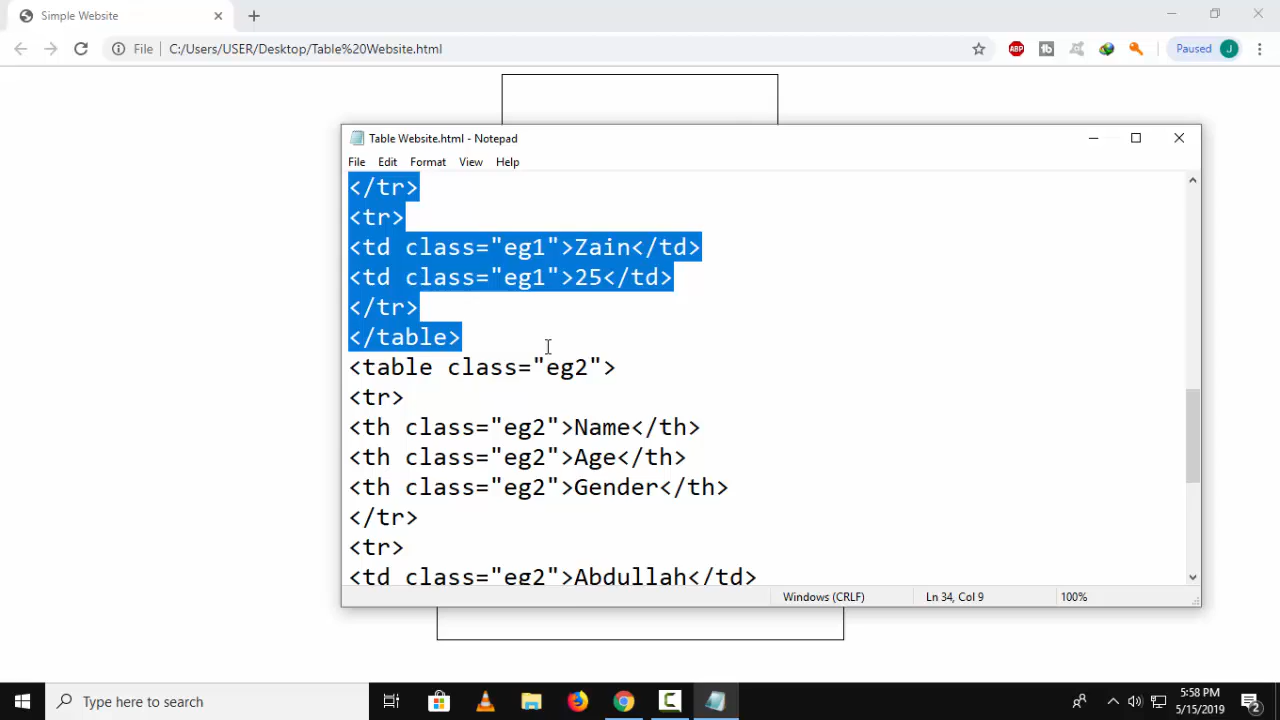 Simple Website
File
C:/Users/USER/Desktop/Table%20Website.html
ABP
Paused
J
Table Website.html - Notepad
File Edit Format View Help
</tr>
<tr>
<td class="eg1">Zain</td>
<td class="eg1">25</td>
</tr>
</table>
<table class="eg2">
<tr>
<th class="eg2">Name</th>
<th class="eg2">Age</th>
<th class="eg2">Gender</th>
</tr>
<tr>
<td class="eg2">Abdullah</td>
Windows (CRLF) Ln 34, Col 9 100%
Type here to search
5:58 PM
5/15/2019
2